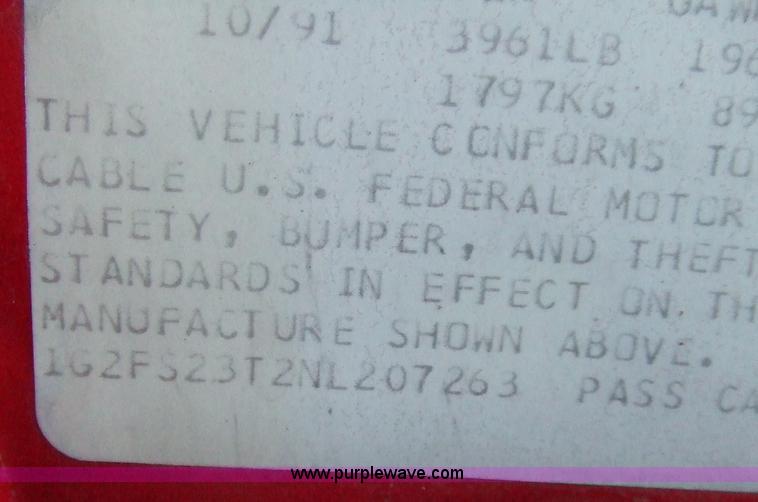 10/91 3961LB 196
1797KG 89
THIS VEHICLE CONFORMS TO
CABLE U.S. FEDERAL MOTOR
SAFETY, BUMPER, AND THEFT
STANDARDS IN EFFECT ON TH
MANUFACTURE SHOWN ABOVE.
1G2FS23T2NL207263 PASS CA
www.purplewave.com